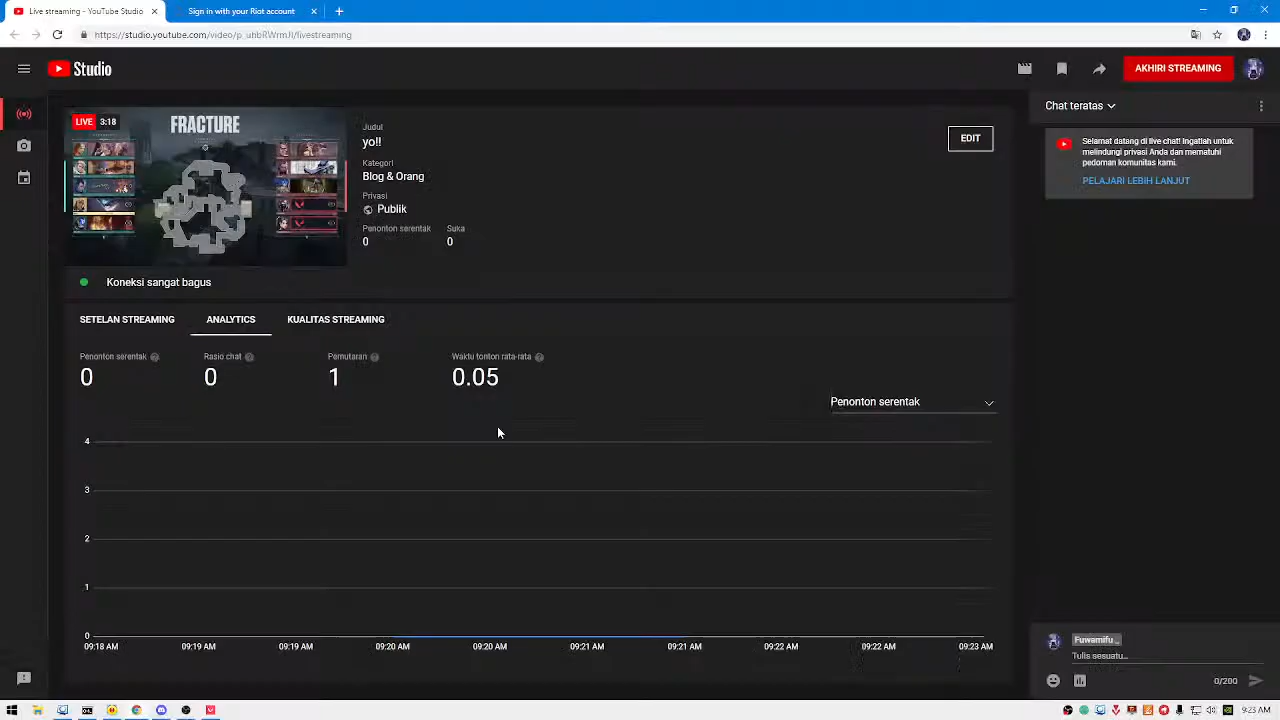 Live streaming - YouTube Studio
Sign in with your Riot account
Studio
AKHIRI STREAMING
LIVE 3:18
FRACTURE
Judul
yo!!
Kategori
Blog & Orang
Privasi
Publik
Penonton serentak Suka
0 0
EDIT
Koneksi sangat bagus
SETELAN STREAMING ANALYTICS KUALITAS STREAMING
Penonton serentak Rasio chat Pemutaran Waktu tonton rata-rata
0 0 1 0.05
Penonton serentak
4
3
2
1
0
09:18 AM 09:19 AM 09:19 AM 09:20 AM 09:20 AM 09:21 AM 09:21 AM 09:22 AM 09:22 AM 09:23 AM
Chat teratas
Selamat datang di live chat! Ingatlah untuk
melindungi privasi Anda dan mematuhi
pedoman komunitas kami.
PELAJARI LEBIH LANJUT
Fuwamifu _
Tulis sesuatu...
0/200
9:23 AM